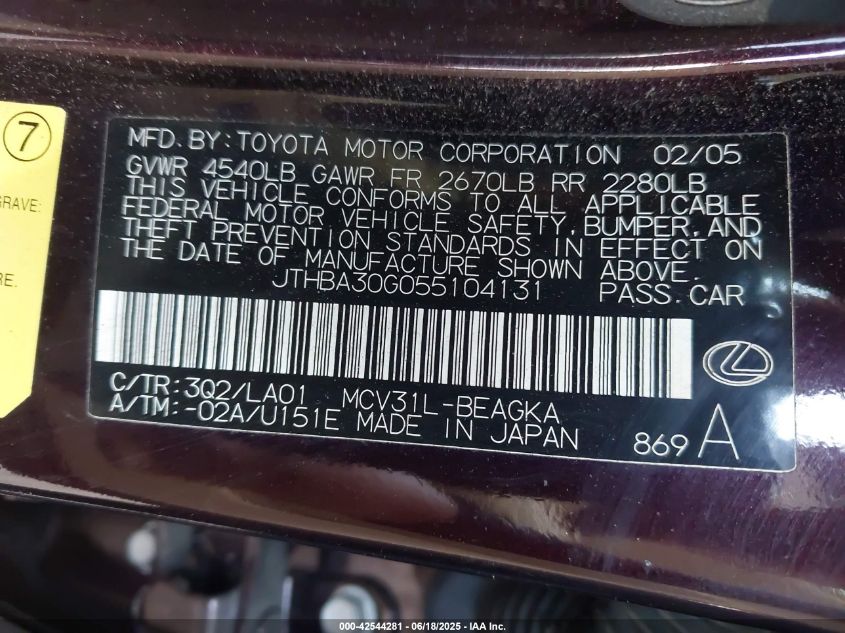 7
GRAVE:
RE.
MFD.BY:TOYOTA MOTOR CORPORATION 02/05
GVWR 4540LB GAWR FR 2670LB RR 2280LB
THIS VEHICLE CONFORMS TO ALL APPLICABLE
FEDERAL MOTOR VEHICLE SAFETY,BUMPER,AND
THEFT PREVENTION STANDARDS IN EFFECT ON
THE DATE OF MANUFACTURE SHOWN ABOVE.
JTHBA30G055104131 PASS.CAR
C/TR:3Q2/LA01 MCV31L-BEAGKA
A/TM:-02A/U151E MADE IN JAPAN
869 A
000-42544281 - 06/18/2025 - IAA Inc.